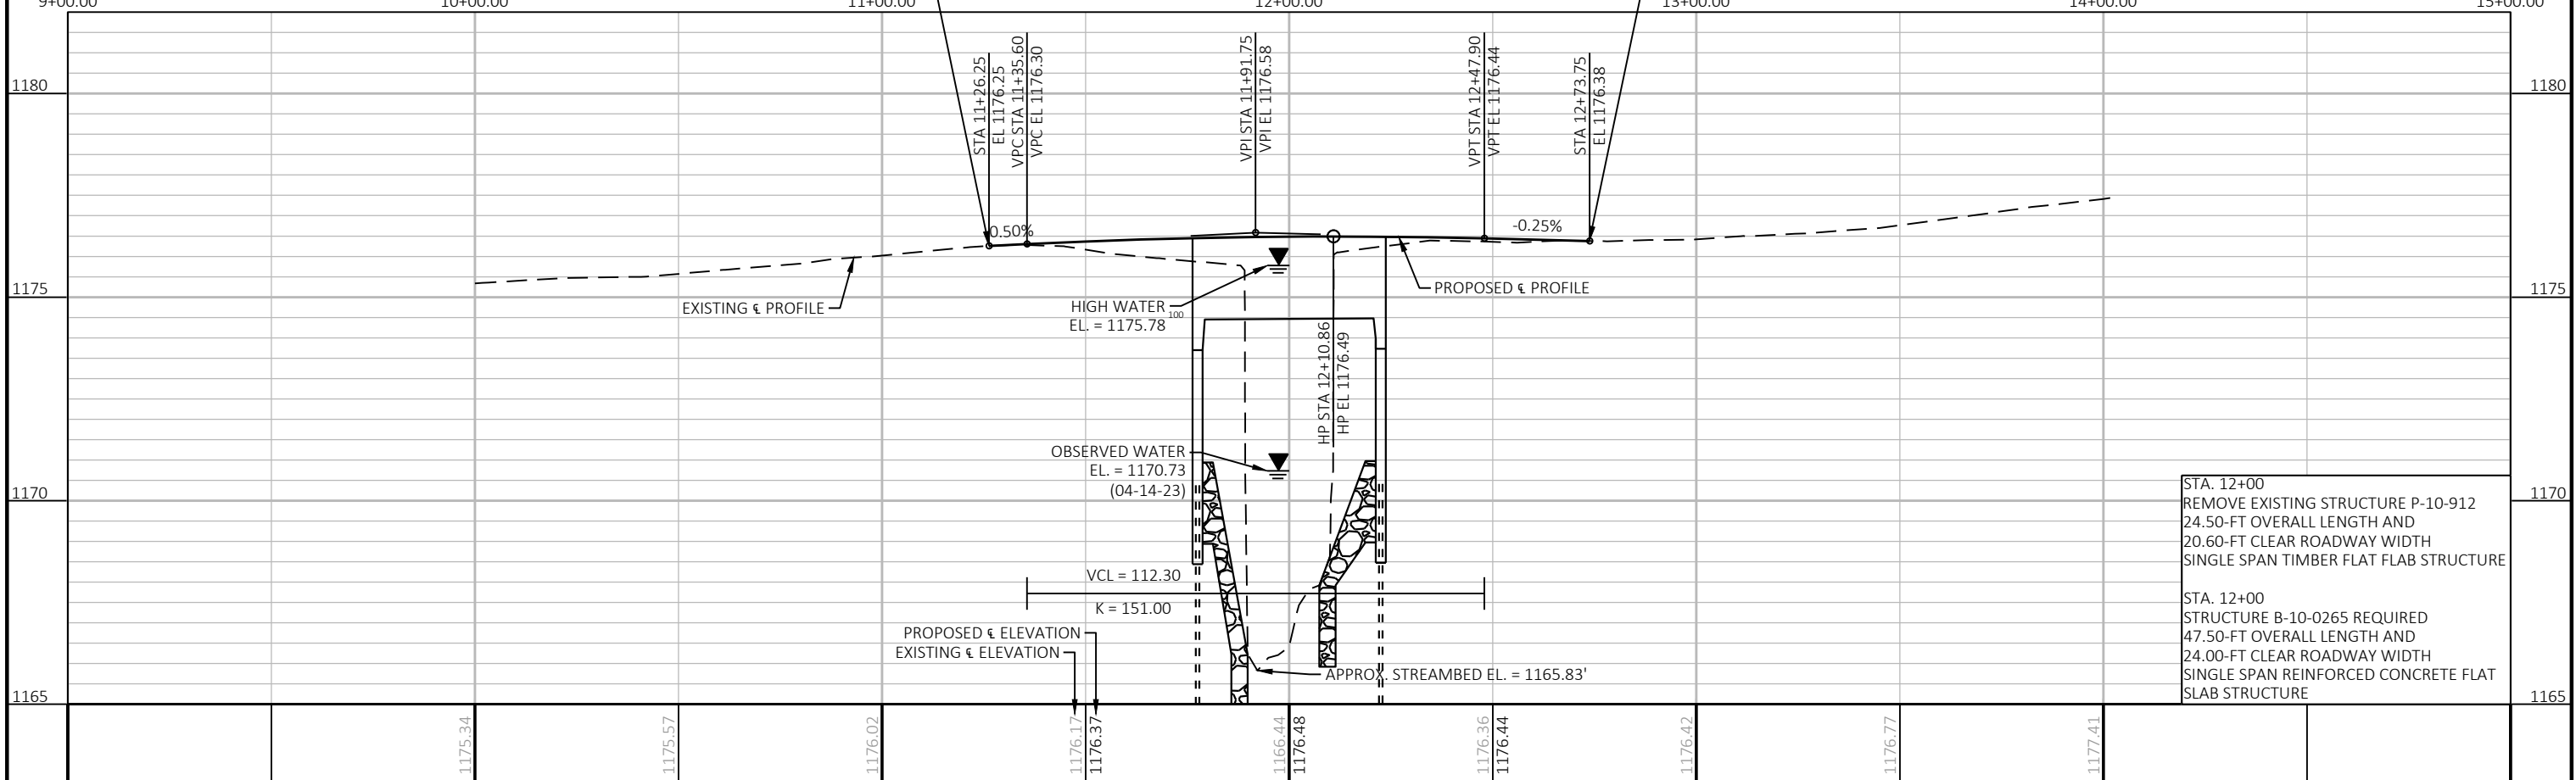 9+00.00
10+00.00
11+00.00
12+00.00
13+00.00
14+00.00
15+00.00
1180
1180
STA 11+26.25
EL 1176.25
VPC STA 11+35.60
VPC EL 1176.30
VPI STA 11+91.75
VPI EL 1176.58
VPT STA 12+47.90
VPT EL 1176.44
STA 12+73.75
EL 1176.38
0.50%
-0.25%
1175
1175
EXISTING ℄ PROFILE
HIGH WATER 100
EL. = 1175.78
PROPOSED ℄ PROFILE
HP STA 12+10.86
HP EL 1176.49
OBSERVED WATER
EL. = 1170.73
(04-14-23)
1170
1170
VCL = 112.30
K = 151.00
PROPOSED ℄ ELEVATION
EXISTING ℄ ELEVATION
APPROX. STREAMBED EL. = 1165.83'
STA. 12+00
REMOVE EXISTING STRUCTURE P-10-912
24.50-FT OVERALL LENGTH AND
20.60-FT CLEAR ROADWAY WIDTH
SINGLE SPAN TIMBER FLAT FLAB STRUCTURE
STA. 12+00
STRUCTURE B-10-0265 REQUIRED
47.50-FT OVERALL LENGTH AND
24.00-FT CLEAR ROADWAY WIDTH
SINGLE SPAN REINFORCED CONCRETE FLAT
SLAB STRUCTURE
1165
1165
1175.34
1175.57
1176.02
1176.17
1176.37
1166.44
1176.48
1176.36
1176.44
1176.42
1176.77
1177.41